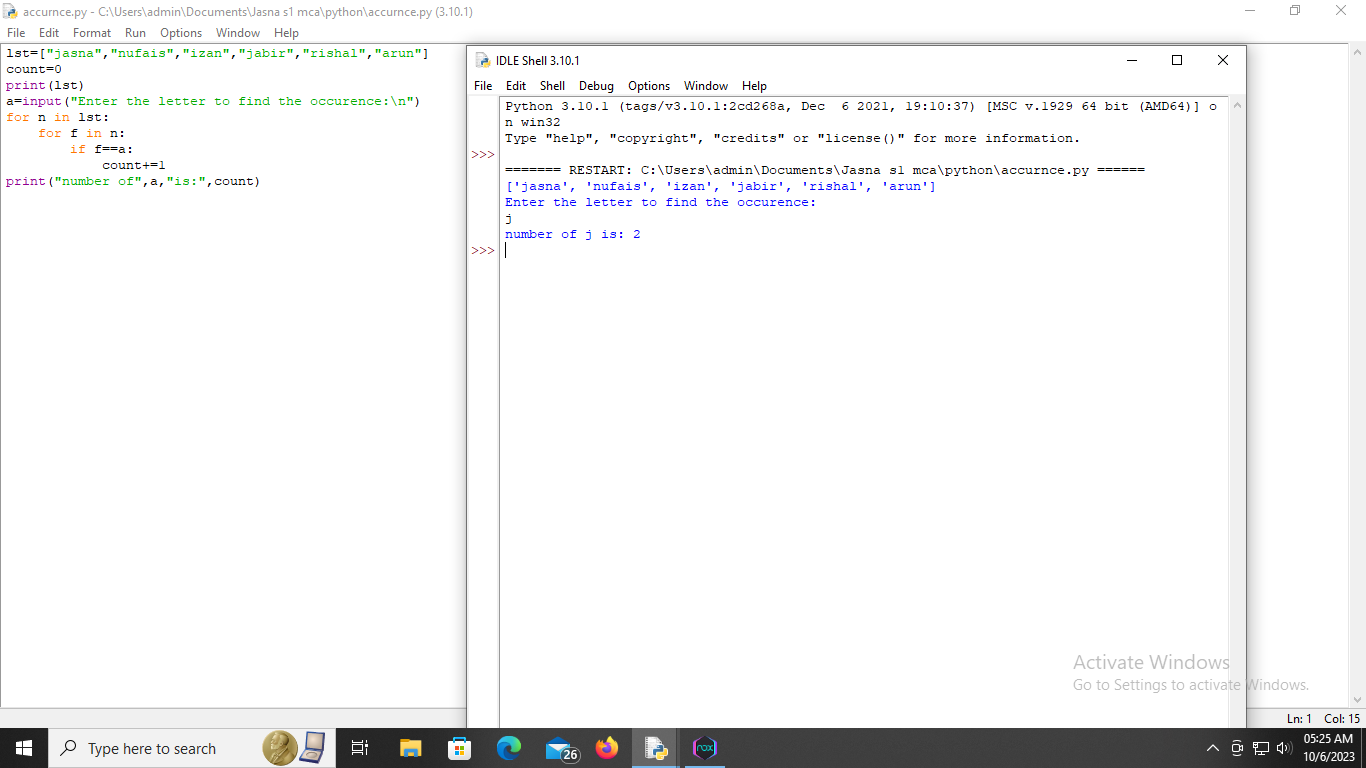 accurnce.py - C:\Users\admin\Documents\Jasna s1 mca\python\accurnce.py (3.10.1)
File Edit Format Run Options Window Help
lst=["jasna","nufais","izan","jabir","rishal","arun"]
count=0
print(lst)
a=input("Enter the letter to find the occurence:\n")
for n in lst:
    for f in n:
        if f==a:
            count+=1
print("number of",a,"is:",count)
IDLE Shell 3.10.1
File Edit Shell Debug Options Window Help
Python 3.10.1 (tags/v3.10.1:2cd268a, Dec  6 2021, 19:10:37) [MSC v.1929 64 bit (AMD64)] o
n win32
Type "help", "copyright", "credits" or "license()" for more information.
>>>
======= RESTART: C:\Users\admin\Documents\Jasna s1 mca\python\accurnce.py ======
['jasna', 'nufais', 'izan', 'jabir', 'rishal', 'arun']
Enter the letter to find the occurence:
j
number of j is: 2
>>>
Activate Windows
Go to Settings to activate Windows.
Ln: 1 Col: 15
Type here to search
26
nox
05:25 AM
10/6/2023